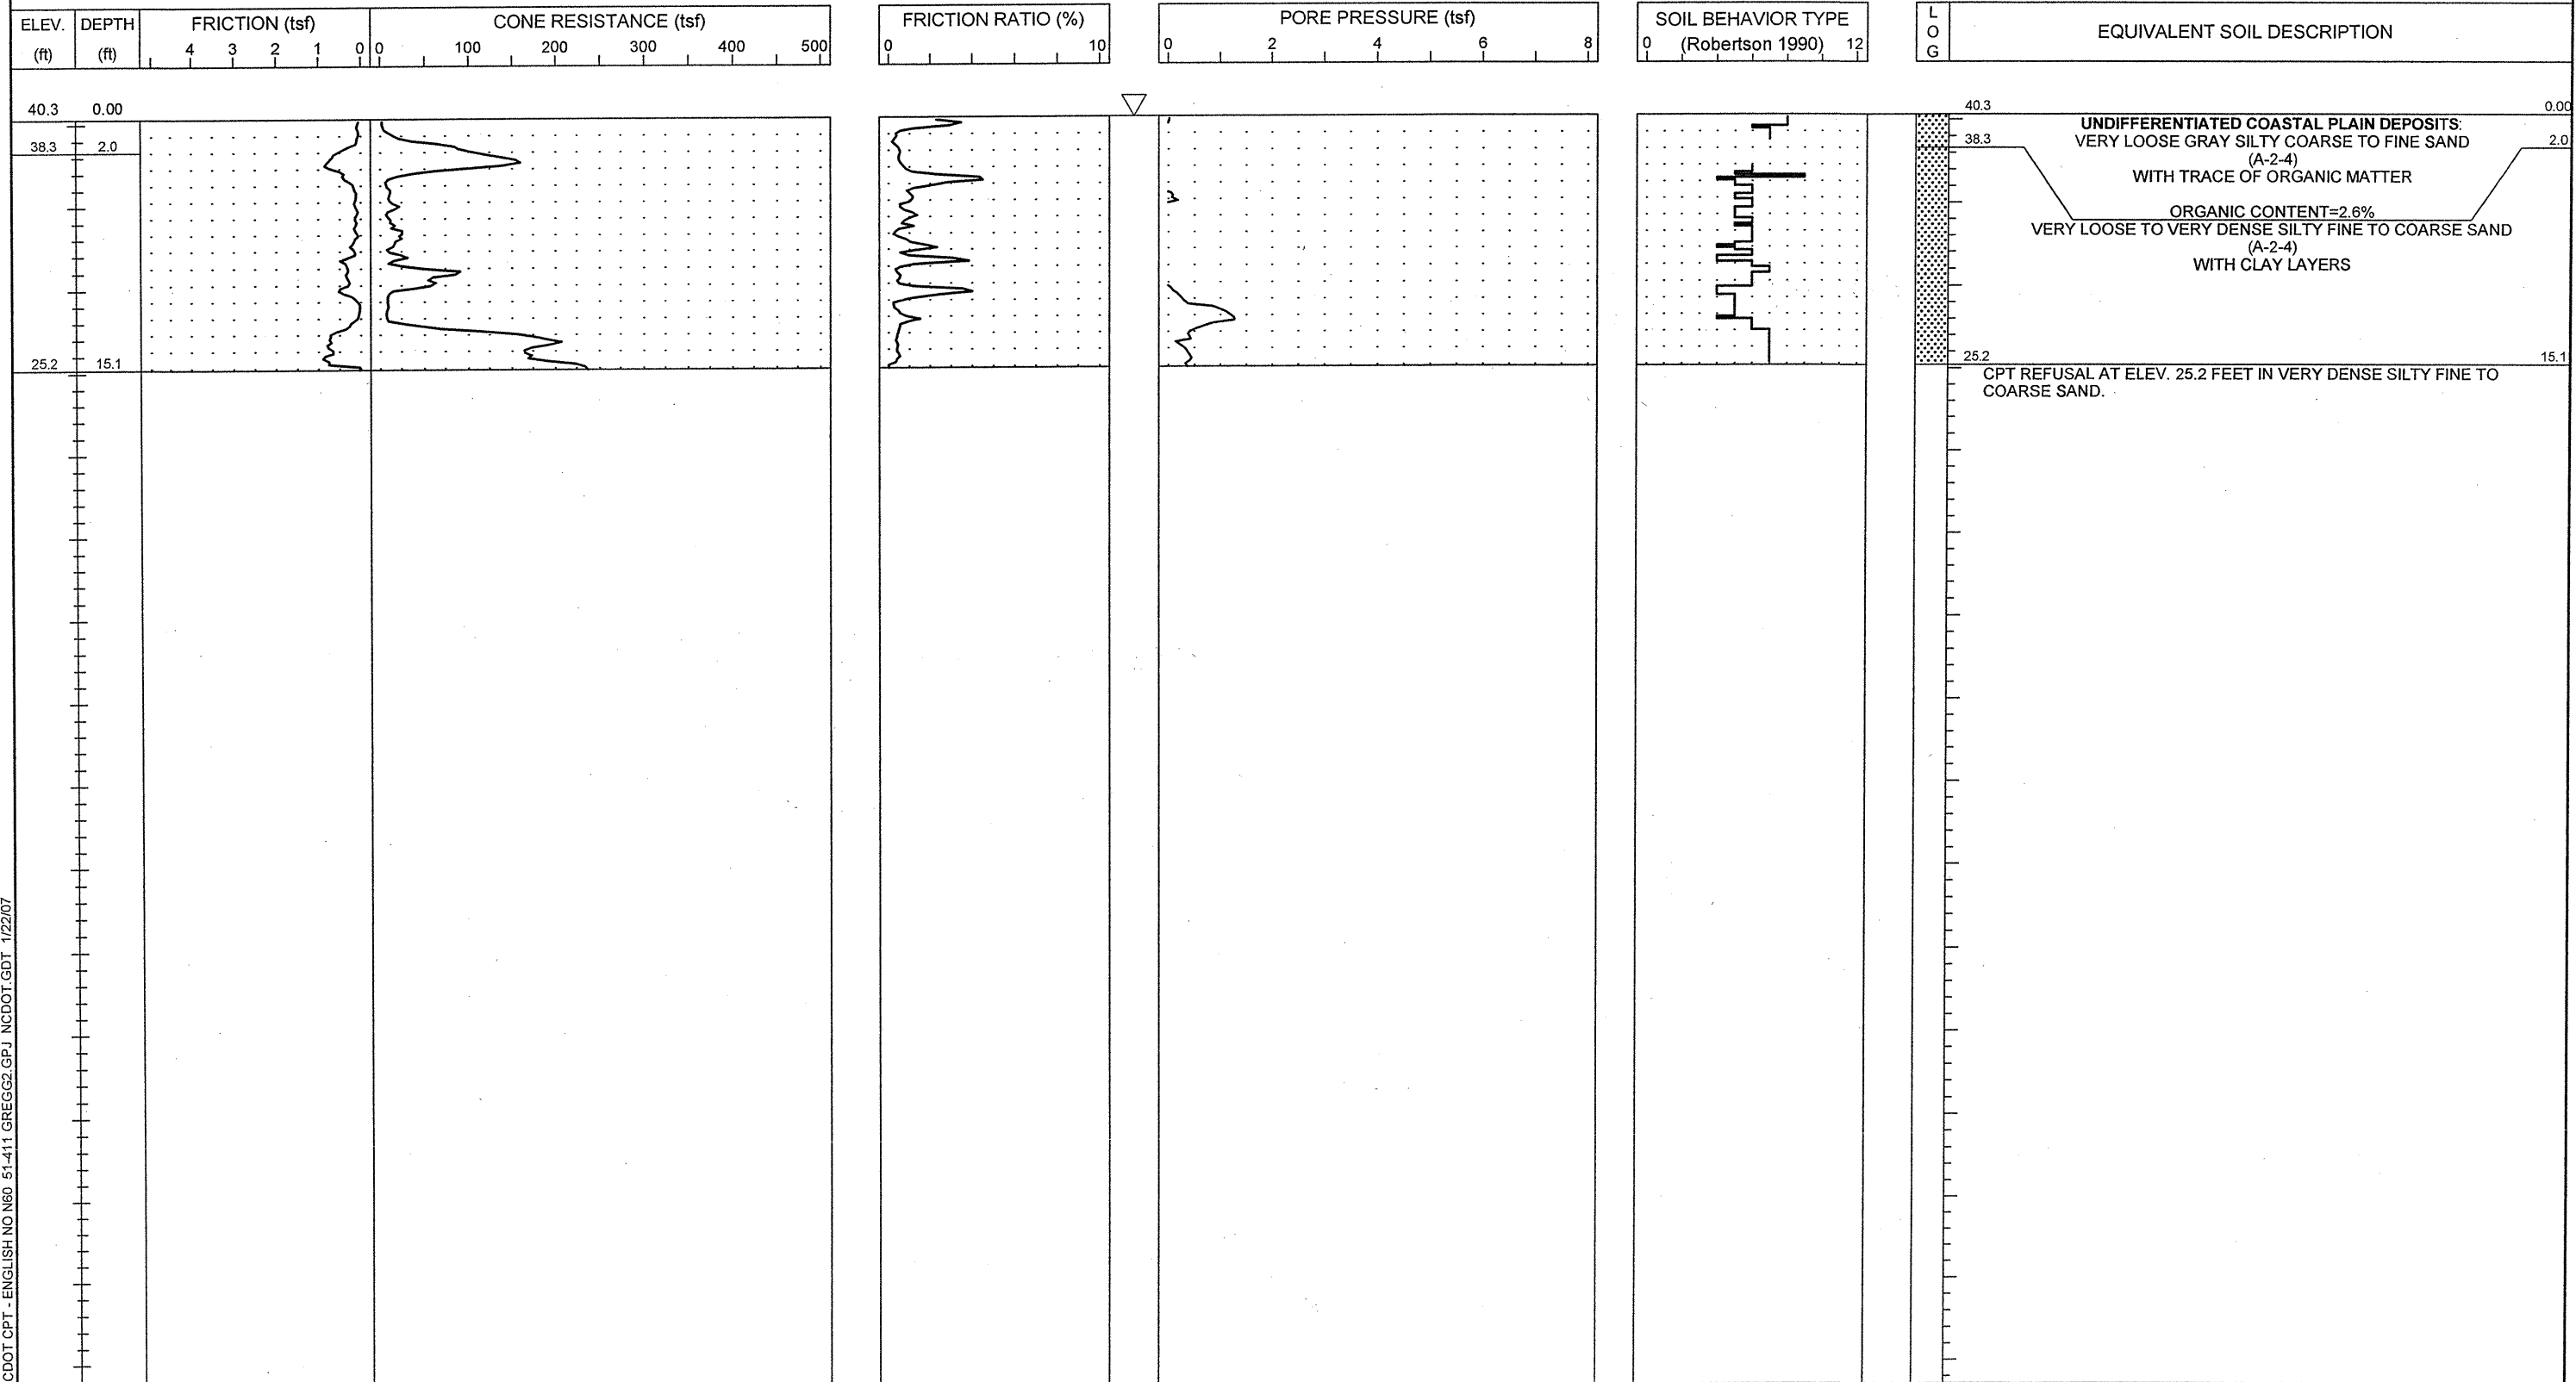 ELEV. DEPTH FRICTION (tsf) CONE RESISTANCE (tsf) FRICTION RATIO (%) PORE PRESSURE (tsf) SOIL BEHAVIOR TYPE L EQUIVALENT SOIL DESCRIPTION
(ft) (ft) 4 3 2 1 0 0 100 200 300 400 500 0 10 0 2 4 6 8 0 (Robertson 1990) 12 O
G
40.3 0.00 40.3 0.00
UNDIFFERENTIATED COASTAL PLAIN DEPOSITS:
38.3 2.0 38.3 VERY LOOSE GRAY SILTY COARSE TO FINE SAND 2.0
(A-2-4)
WITH TRACE OF ORGANIC MATTER
ORGANIC CONTENT=2.6%
VERY LOOSE TO VERY DENSE SILTY FINE TO COARSE SAND
(A-2-4)
WITH CLAY LAYERS
25.2 15.1 25.2 15.1
CPT REFUSAL AT ELEV. 25.2 FEET IN VERY DENSE SILTY FINE TO
COARSE SAND.
CDOT CPT - ENGLISH NO N60 51-411 GREGG2.GPJ NCDOT.GDT 1/22/07